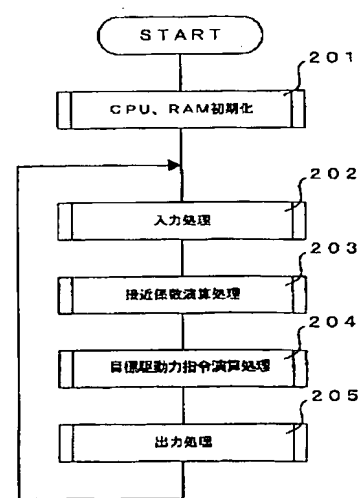 START
201
CPU、RAM初期化
202
入力処理
203
接近係数演算処理
204
目標駆動力指令演算処理
205
出力処理